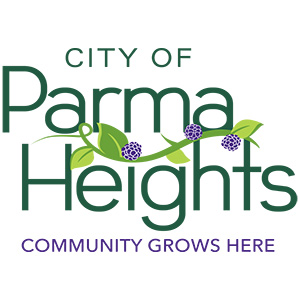 CITY OF
Parma
Heights
COMMUNITY GROWS HERE